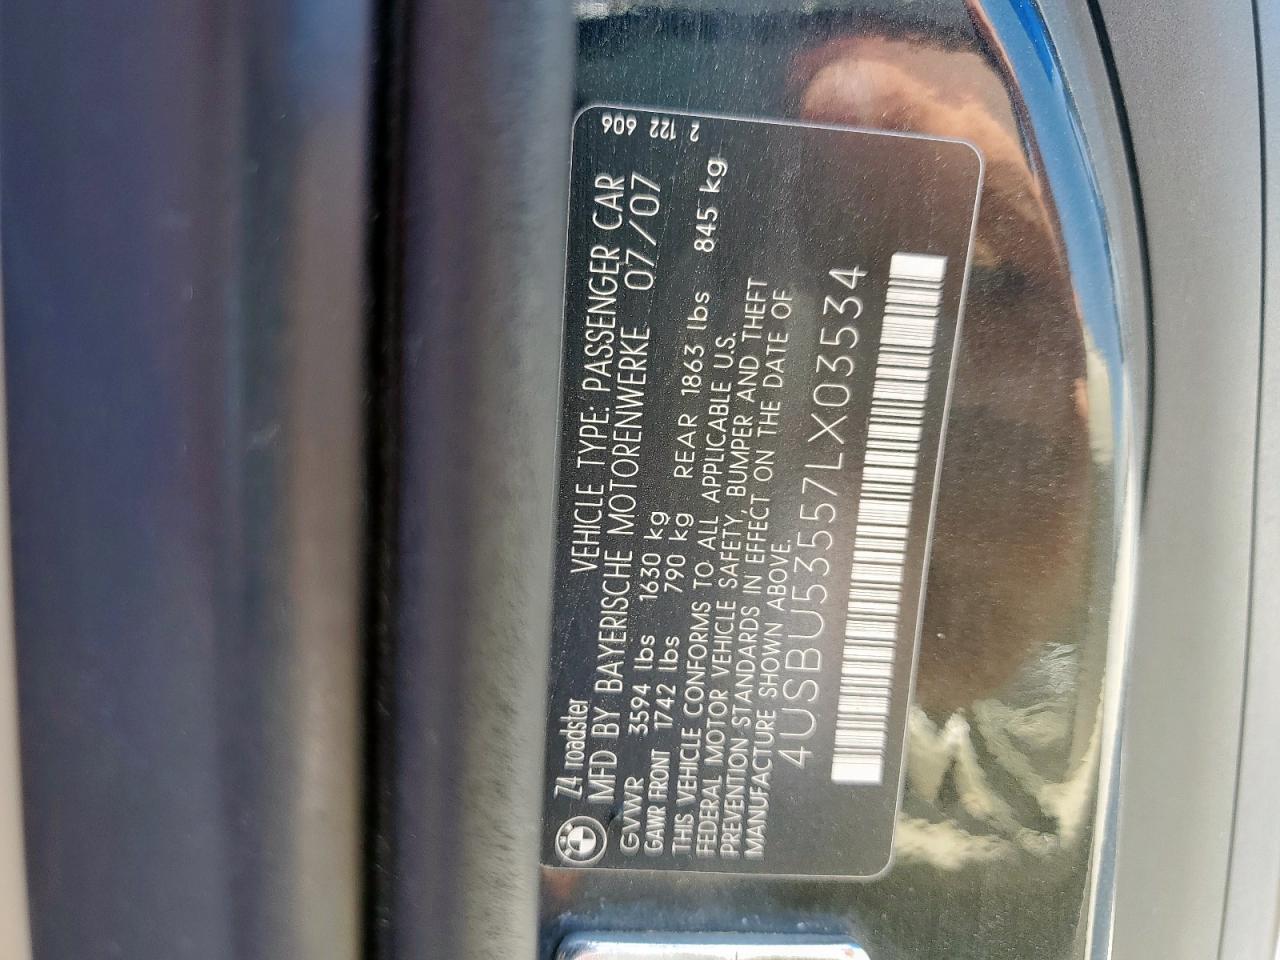 Z4 roadster VEHICLE TYPE: PASSENGER CAR
MFD BY BAYERISCHE MOTORENWERKE 07/07
GVWR 3594 lbs 1630 kg
GAWR FRONT 1742 lbs 790 kg REAR 1863 lbs 845 kg
THIS VEHICLE CONFORMS TO ALL APPLICABLE U.S.
FEDERAL MOTOR VEHICLE SAFETY, BUMPER AND THEFT
PREVENTION STANDARDS IN EFFECT ON THE DATE OF
MANUFACTURE SHOWN ABOVE.
4USBU53557LX03534
2 122 606